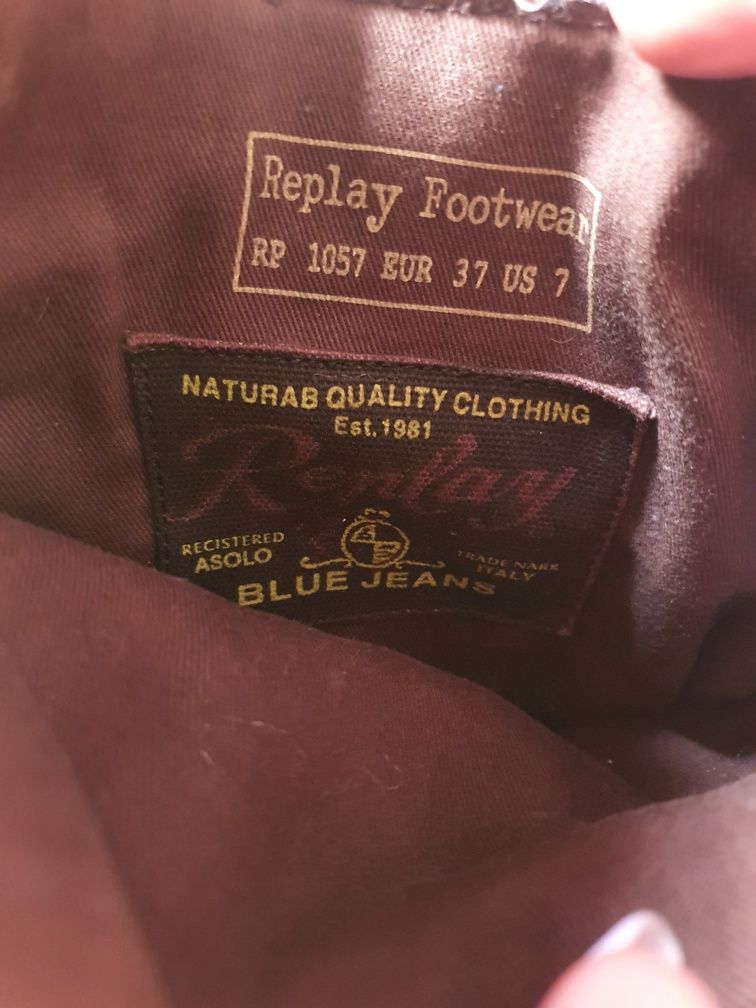 Replay Footwear
RP 1057 EUR 37 US 7
NATURAB QUALITY CLOTHING
Est. 1981
Replay
RECISTERED
ASOLO
TRADE NARK
ITALY
BLUE JEANS